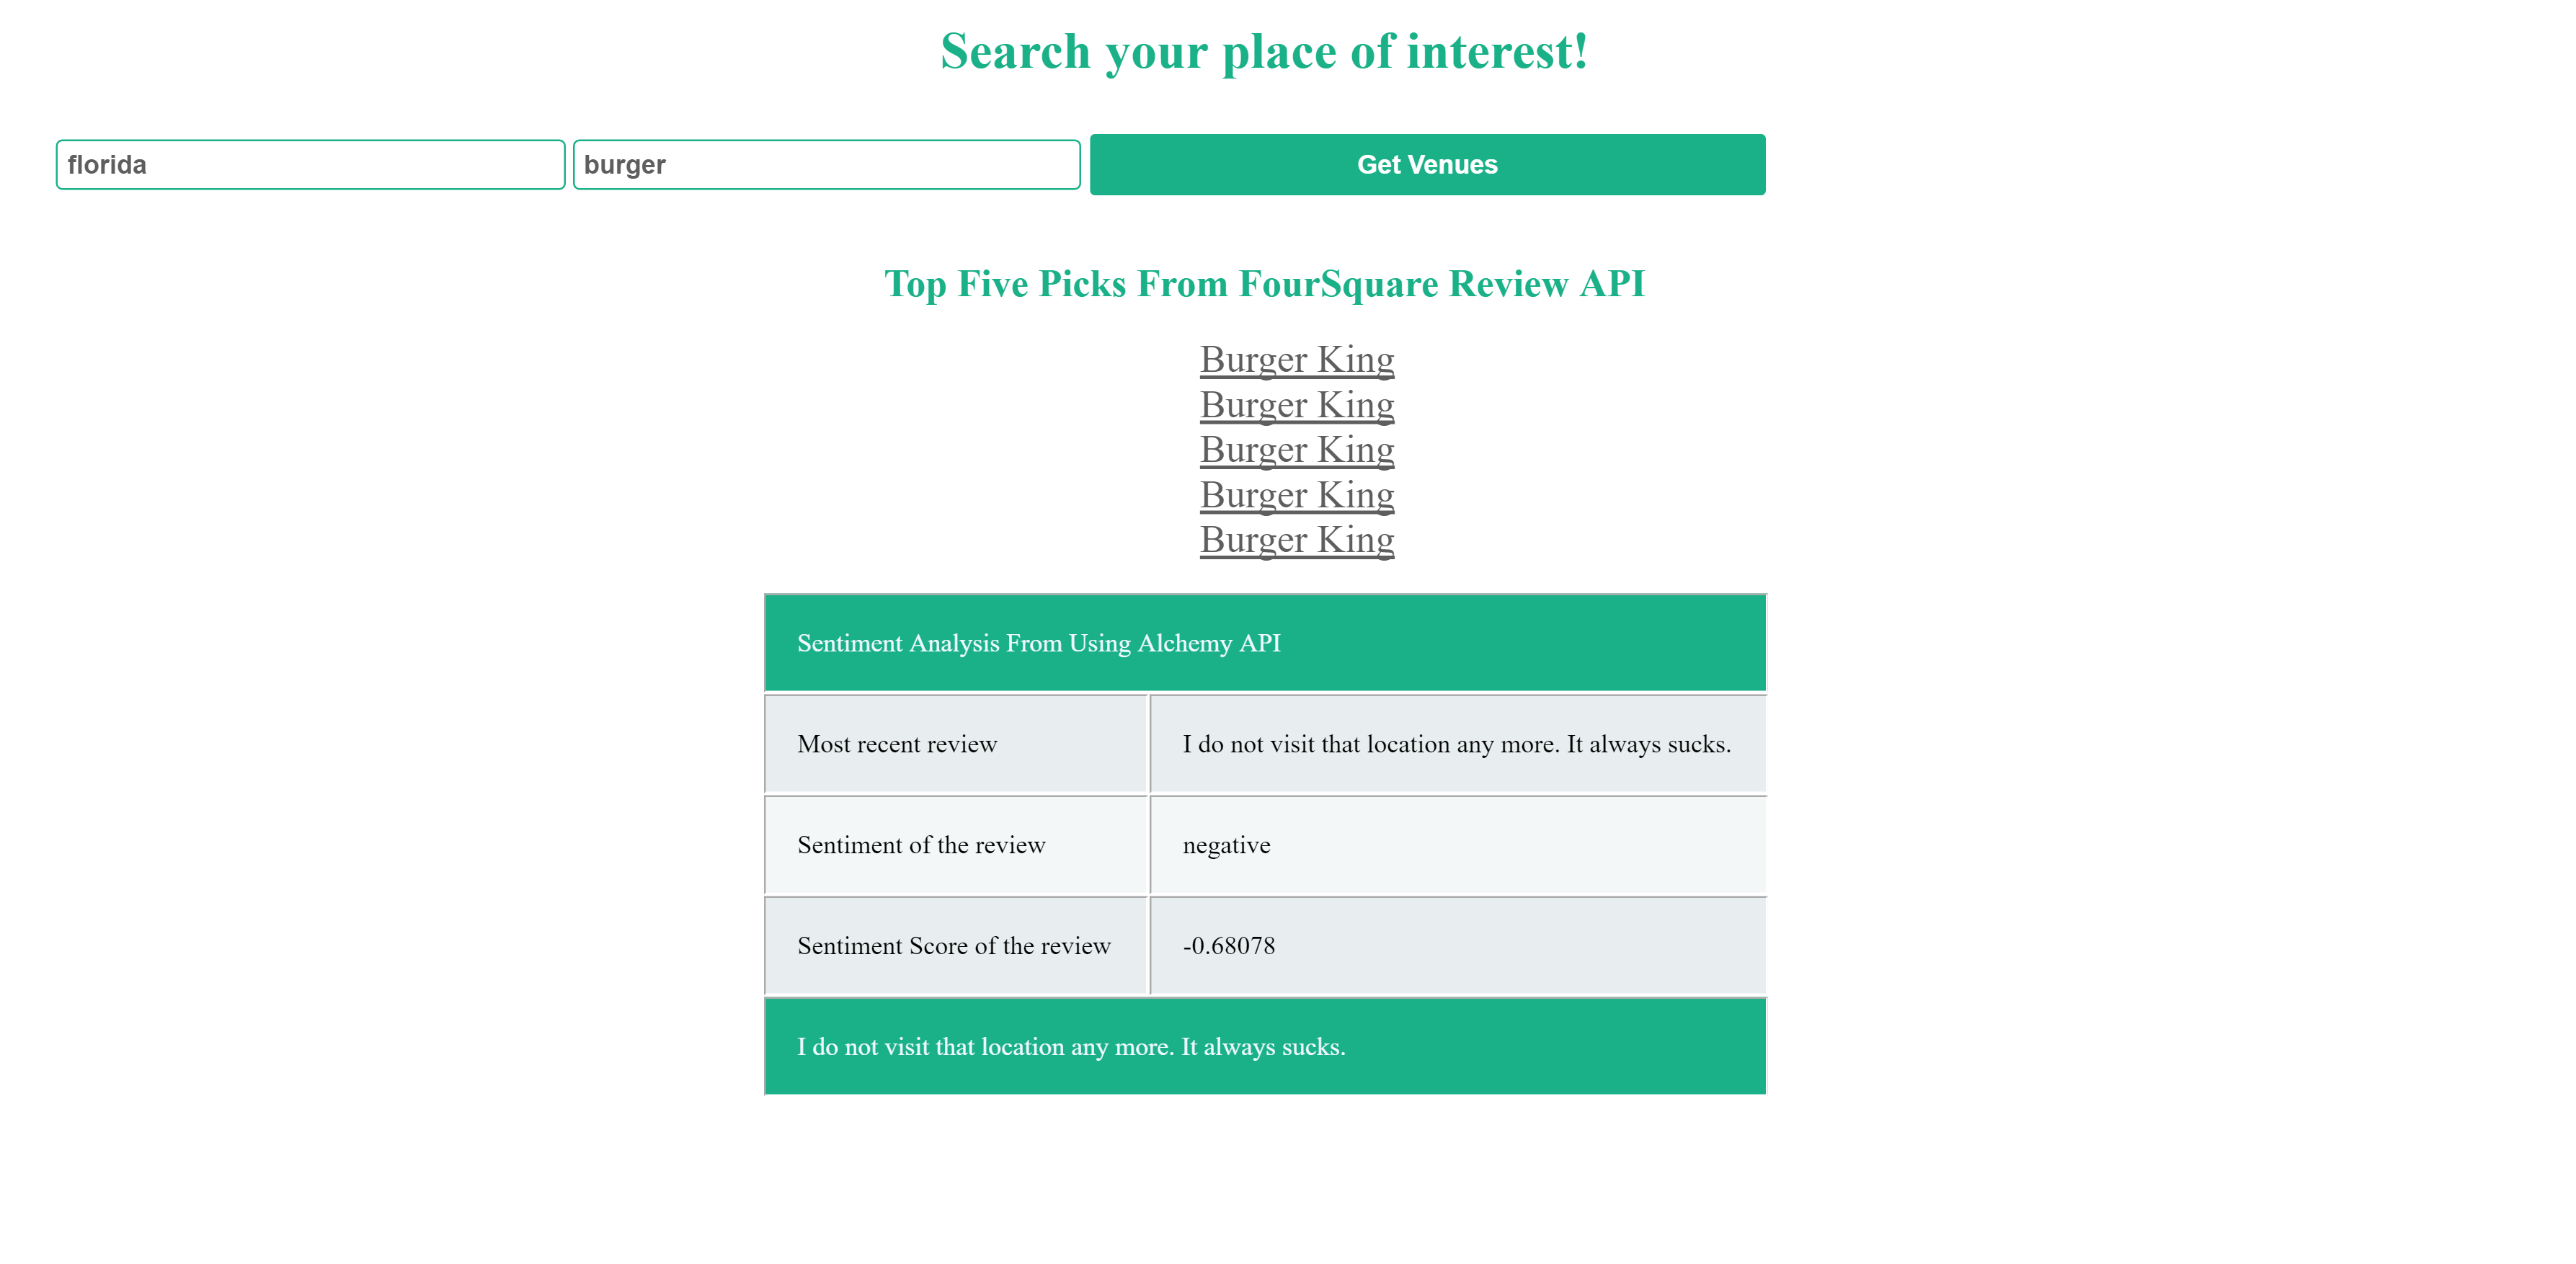 Search your place of interest!
florida
burger
Get Venues
Top Five Picks From FourSquare Review API
Burger King
Burger King
Burger King
Burger King
Burger King
Sentiment Analysis From Using Alchemy API
Most recent review
I do not visit that location any more. It always sucks.
Sentiment of the review
negative
Sentiment Score of the review
-0.68078
I do not visit that location any more. It always sucks.